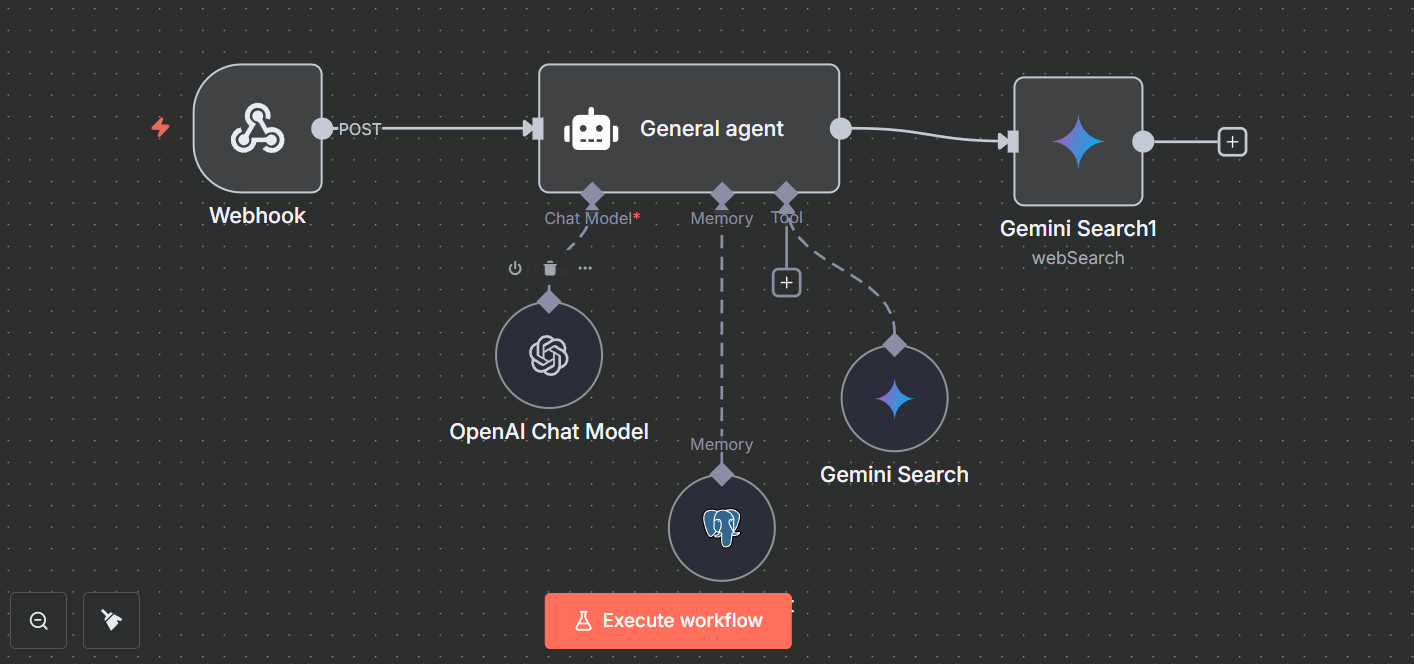 POST
General agent
Webhook
Chat Model*
Memory
Tool
Gemini Search1
webSearch
OpenAI Chat Model
Memory
Gemini Search
Execute workflow